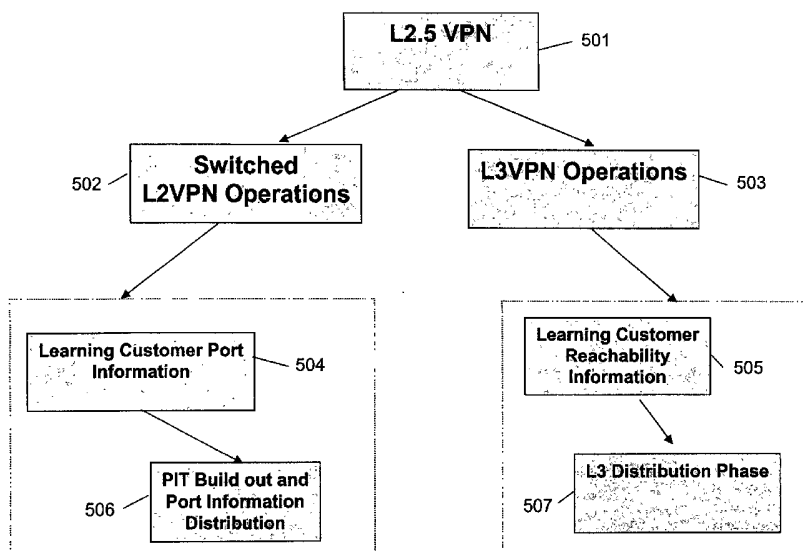 L2.5 VPN
501
Switched
L2VPN Operations
502
L3VPN Operations
503
Learning Customer Port
Information
504
Learning Customer
Reachability
Information
505
PIT Build out and
Port Information
Distribution
506
L3 Distribution Phase
507